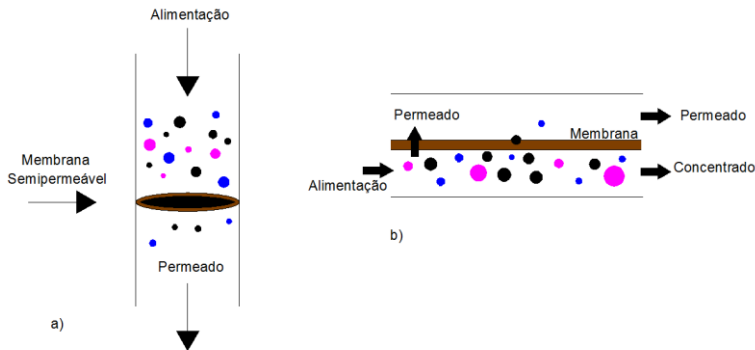 Alimentação
Membrana
Semipermeável
Permeado
a)
Permeado
Permeado
Membrana
Alimentação
Concentrado
b)